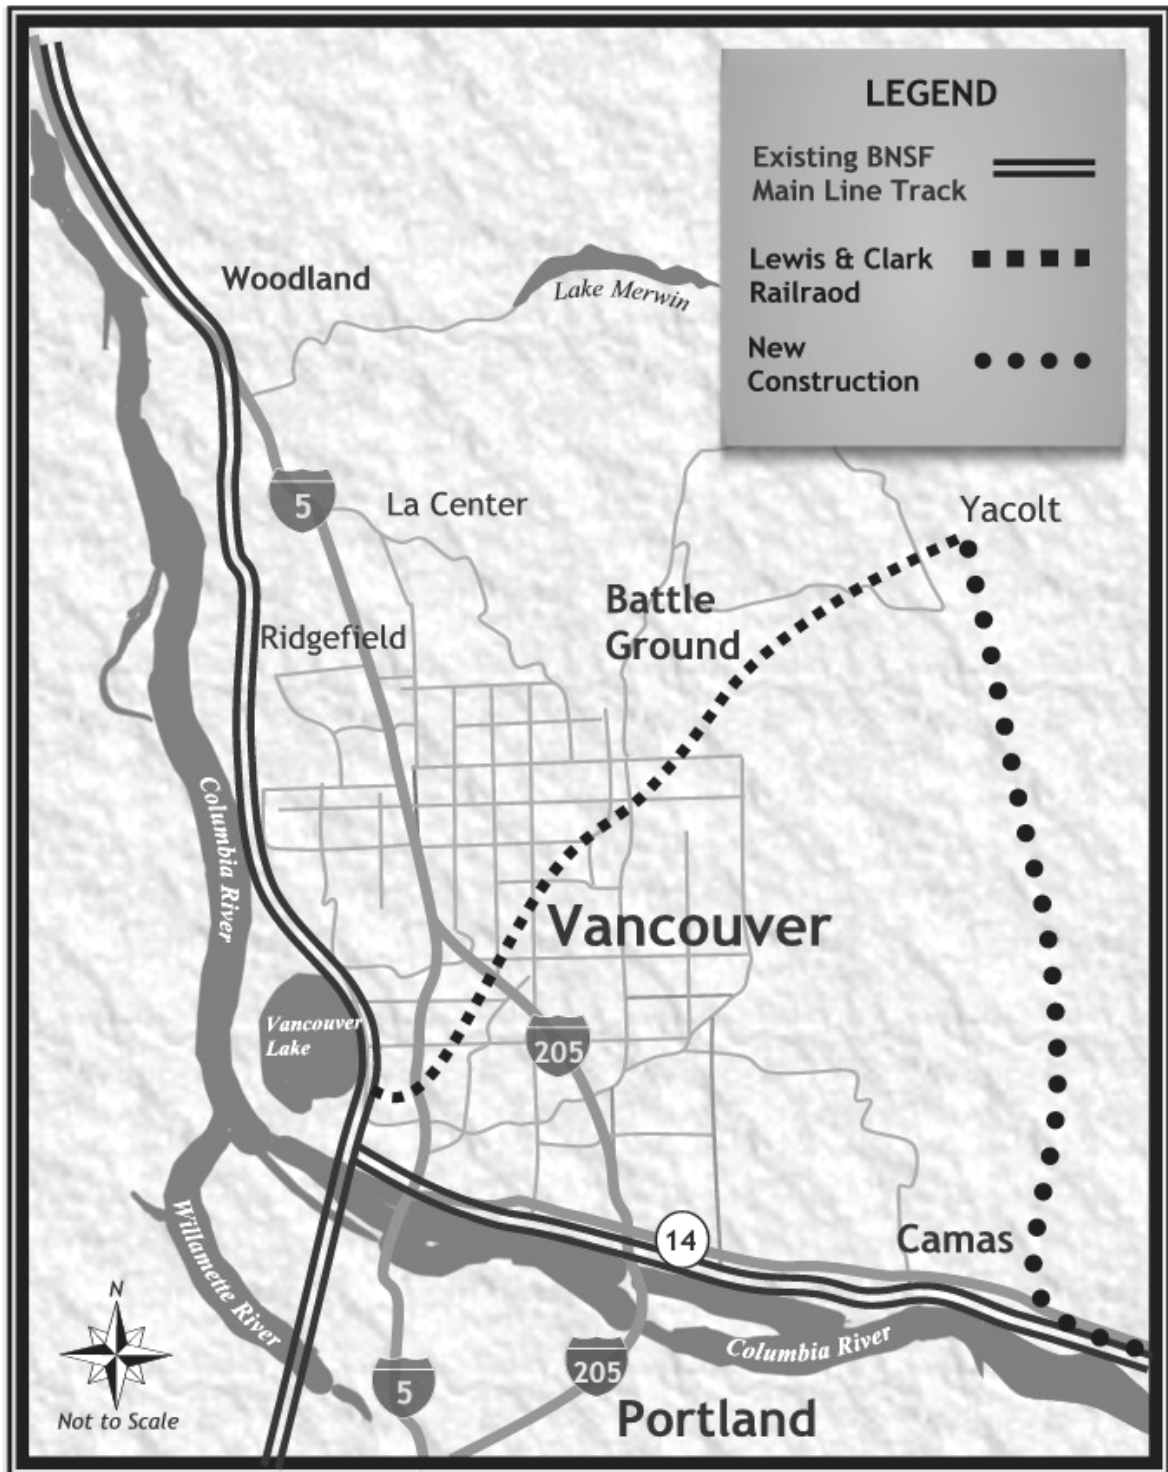 LEGEND
Existing BNSF
Main Line Track
Lewis & Clark
Railraod
New
Construction
Woodland
Lake Merwin
5
La Center
Yacolt
Battle
Ground
Ridgefield
Columbia River
Vancouver
Vancouver
Lake
205
14
Camas
Willamette River
Columbia River
N
Not to Scale
5
205
Portland